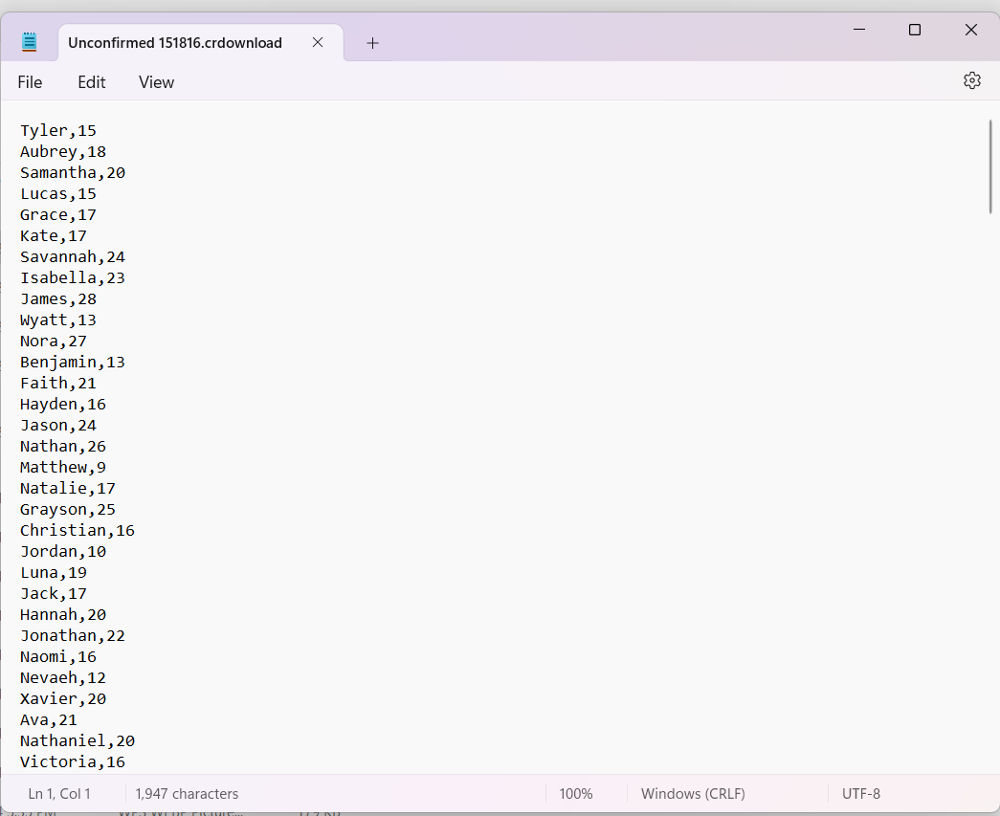 Unconfirmed 151816.crdownload
File Edit View
Tyler,15
Aubrey,18
Samantha,20
Lucas,15
Grace,17
Kate,17
Savannah,24
Isabella,23
James,28
Wyatt,13
Nora,27
Benjamin,13
Faith,21
Hayden,16
Jason,24
Nathan,26
Matthew,9
Natalie,17
Grayson,25
Christian,16
Jordan,10
Luna,19
Jack,17
Hannah,20
Jonathan,22
Naomi,16
Nevaeh,12
Xavier,20
Ava,21
Nathaniel,20
Victoria,16
Ln 1, Col 1 1,947 characters 100% Windows (CRLF) UTF-8